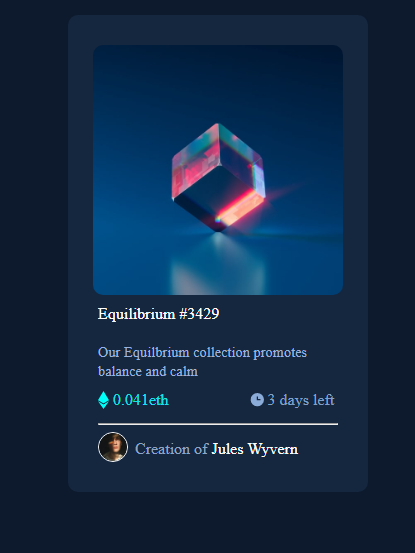 Equilibrium #3429
Our Equilbrium collection promotes
balance and calm
0.041eth 3 days left
Creation of Jules Wyvern